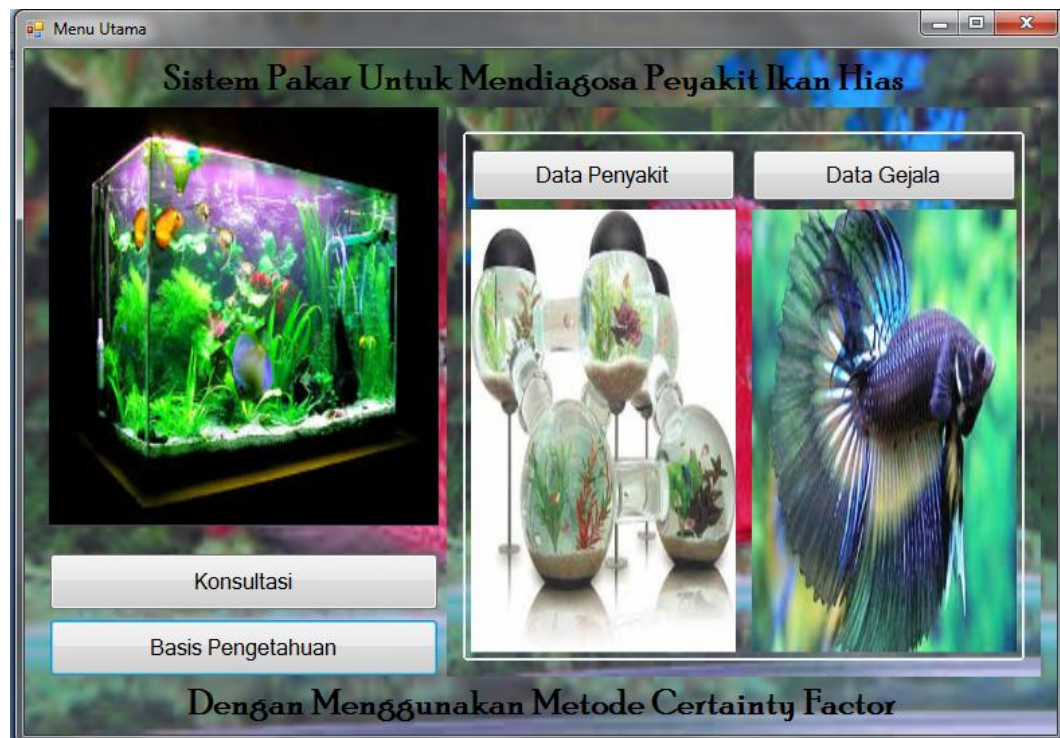 Menu Utama
Sistem Pakar Untuk Mendiagosa Peyakit Ikan Hias
Data Penyakit
Data Gejala
Konsultasi
Basis Pengetahuan
Dengan Menggunakan Metode Certainty Factor